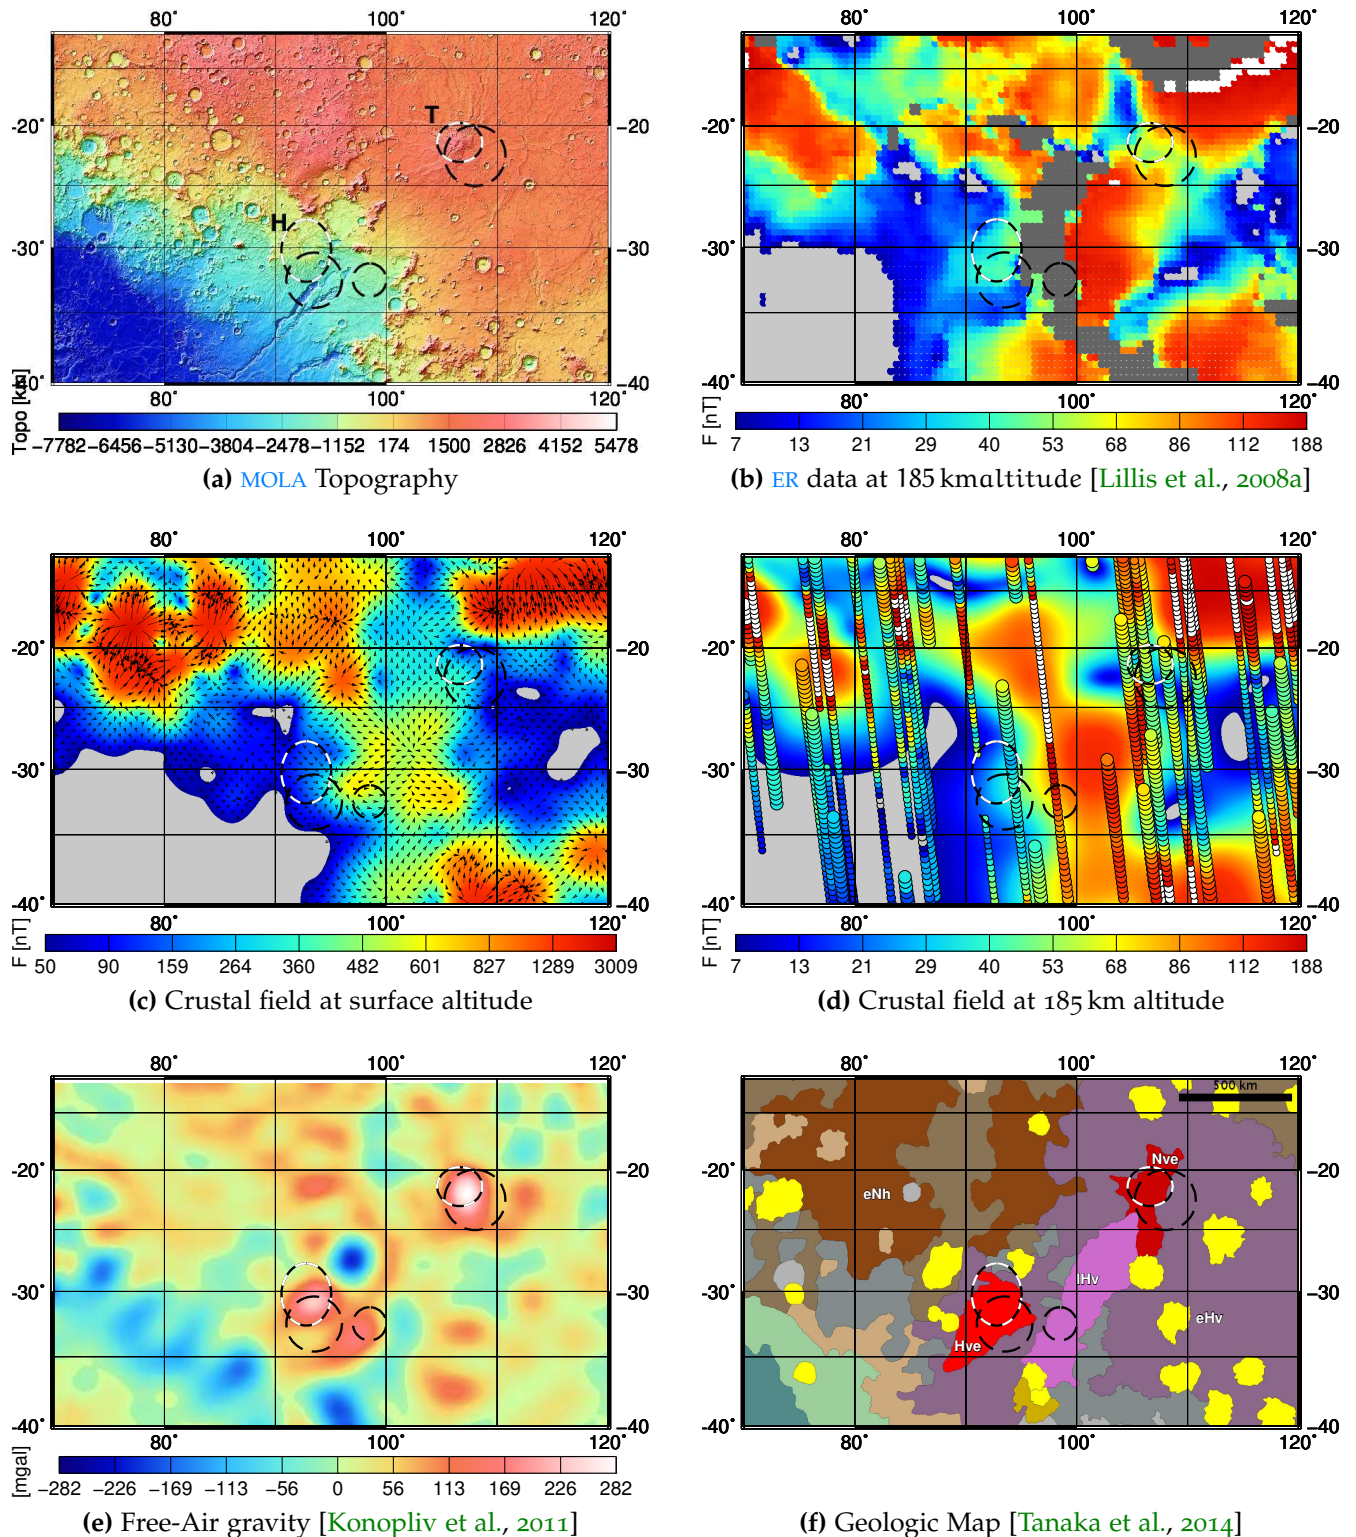 80° 100° 120° 80° 100° 120°
T
-20° -20 -20° -20
H
-30° -30 -30° -30
-40° -40 -40° -40
80° 100° 120°
Topo [km]
-7782 -6456 -5130 -3804 -2478 -1152 174 1500 2826 4152 5478
F [nT]
7 13 21 29 40 53 68 86 112 188
(a) MOLA Topography
(b) ER data at 185 kmaltitude [Lillis et al., 2008a]
80° 100° 120° 80° 100° 120°
-20° -20 -20° -20
-30° -30 -30° -30
-40° -40 -40° -40
80° 100° 120° 80° 100° 120°
F [nT]
50 90 159 264 360 482 601 827 1289 3009
F [nT]
7 13 21 29 40 53 68 86 112 188
(c) Crustal field at surface altitude
(d) Crustal field at 185 km altitude
80° 100° 120° 80° 100° 120°
500 km
-20° -20 -20° Nve -20
eNh
lHv
-30° -30 -30° -30
eHv
Hve
-40° -40 -40° -40
80° 100° 120°
[mgal]
-282 -226 -169 -113 -56 0 56 113 169 226 282
(e) Free-Air gravity [Konopliv et al., 2011]
(f) Geologic Map [Tanaka et al., 2014]